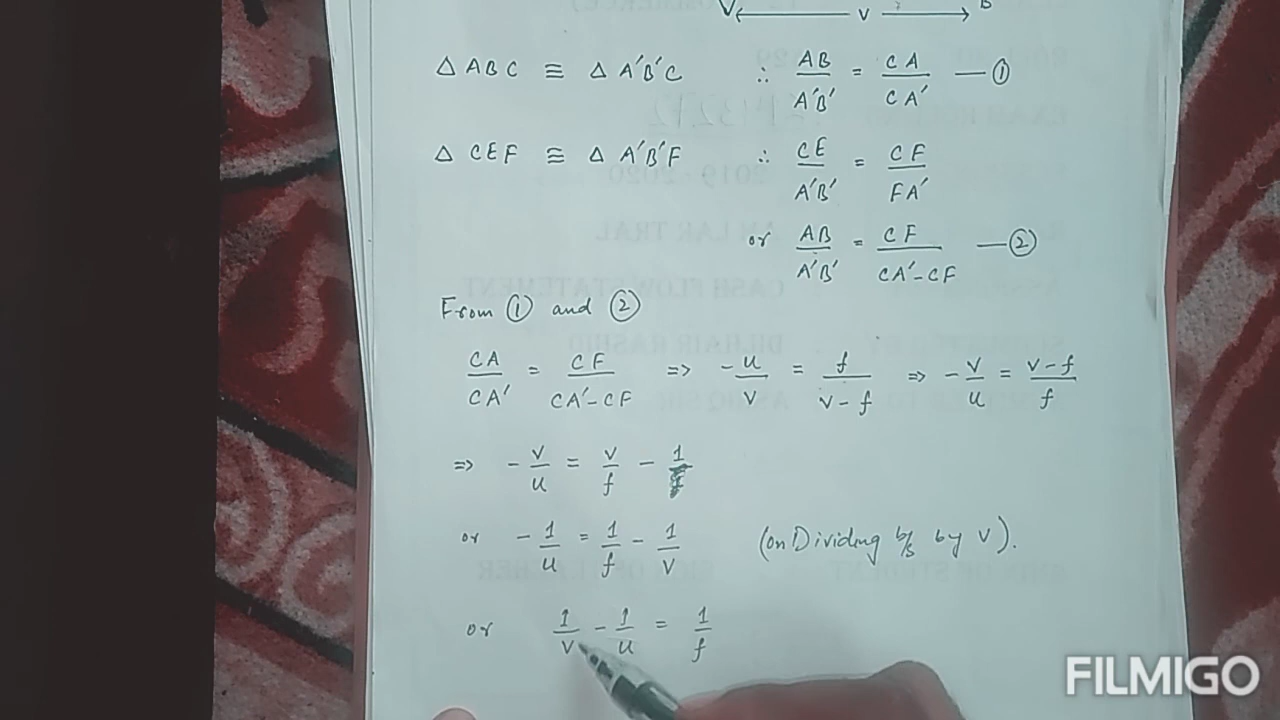 V v B
Δ ABC ≅ Δ A'B'C ∴ AB/A'B' = CA/CA' — ①
Δ CEF ≅ Δ A'B'F ∴ CE/A'B' = CF/FA'
or AB/A'B' = CF/CA'-CF — ②
From ① and ②
CA/CA' = CF/CA'-CF => -u/v = f/v-f => -v/u = v-f/f
=> -v/u = v/f - 1
or -1/u = 1/f - 1/v (on Dividing b/s by v).
or 1/v - 1/u = 1/f
FILMIGO